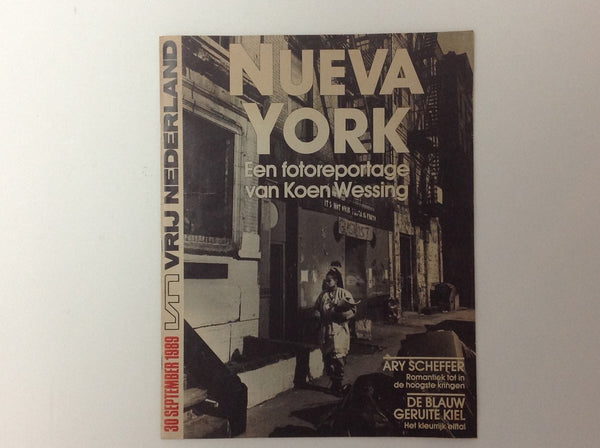 NUEVA
YORK
Een fotoreportage
van Koen Wessing
VRIJ NEDERLAND
30 SEPTEMBER 1989
ARY SCHEFFER
Romantiek tot in
de hoogste kringen
DE BLAUW
GERUITE KIEL
Het kleurrijk elftal